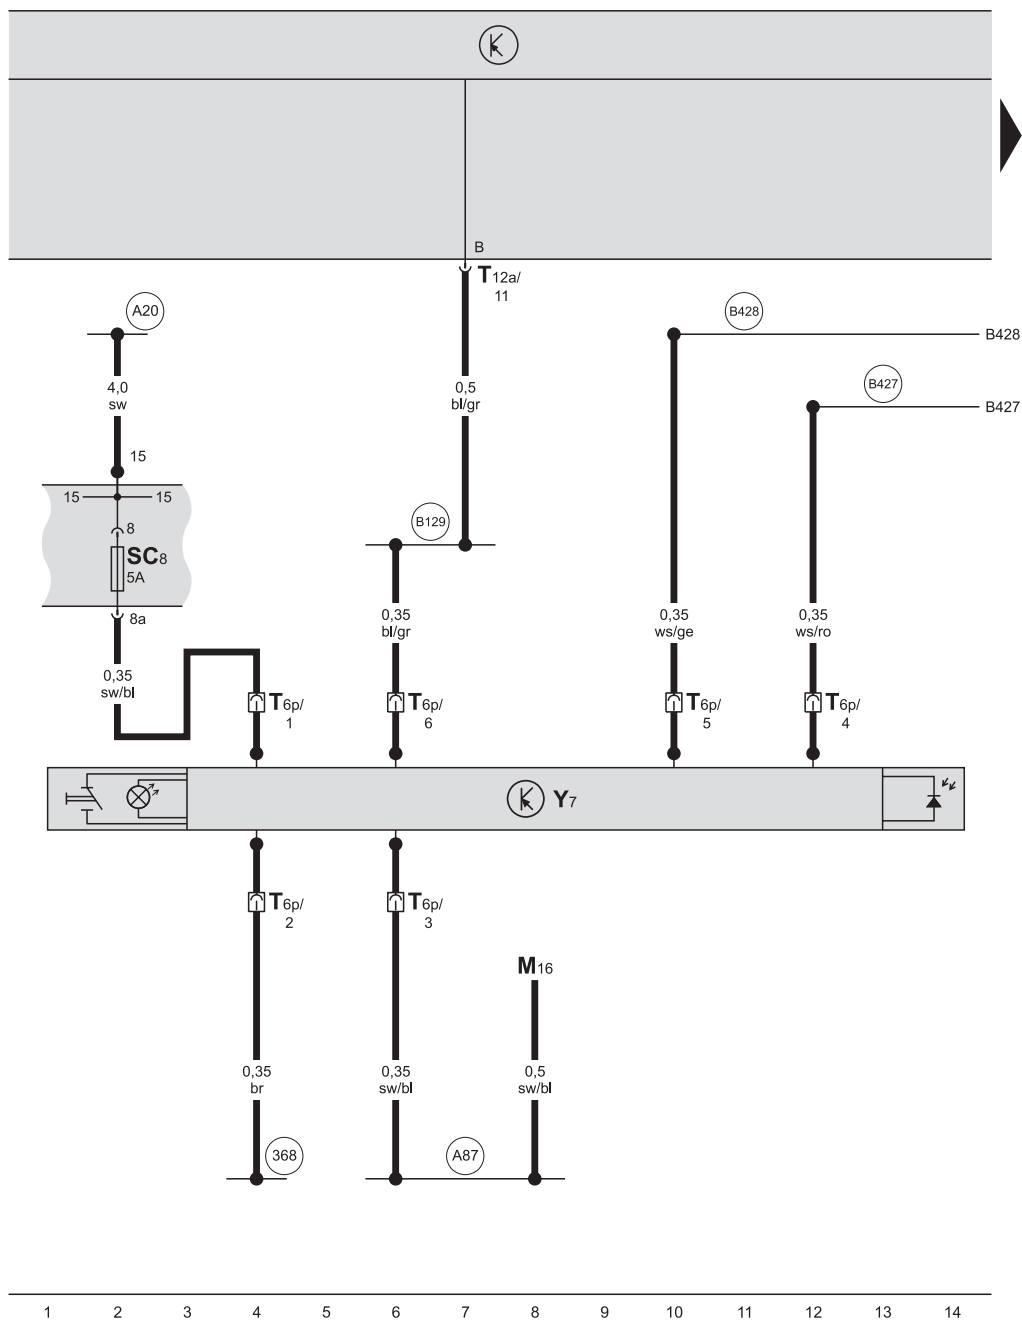 B
T12a/
11
A20
B428
B428
4,0
sw
0,5
bl/gr
B427
B427
15
15
15
8
SC8
5A
B129
8a
0,35
bl/gr
0,35
ws/ge
0,35
ws/ro
0,35
sw/bl
T6p/
1
T6p/
6
T6p/
5
T6p/
4
Y7
T6p/
2
T6p/
3
M16
0,35
br
0,35
sw/bl
0,5
sw/bl
368
A87
1 2 3 4 5 6 7 8 9 10 11 12 13 14